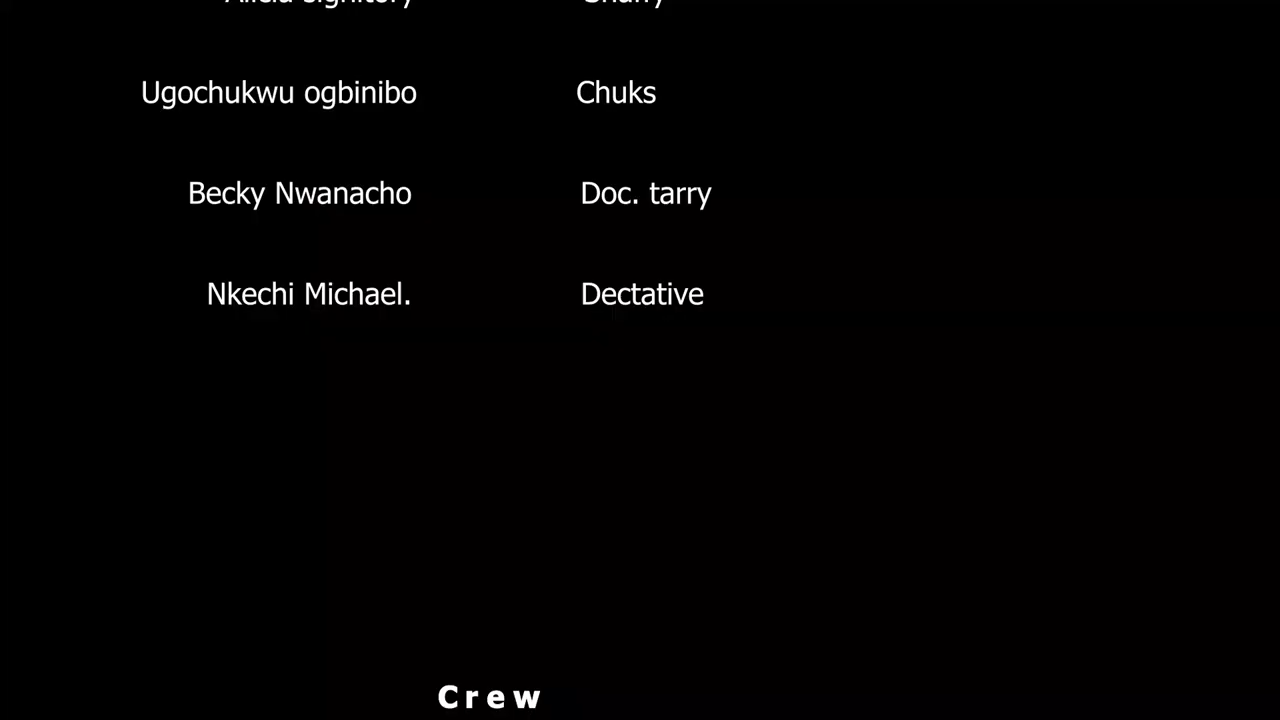 Ugochukwu ogbinibo Chuks
Becky Nwanacho Doc. tarry
Nkechi Michael. Dectative
Crew